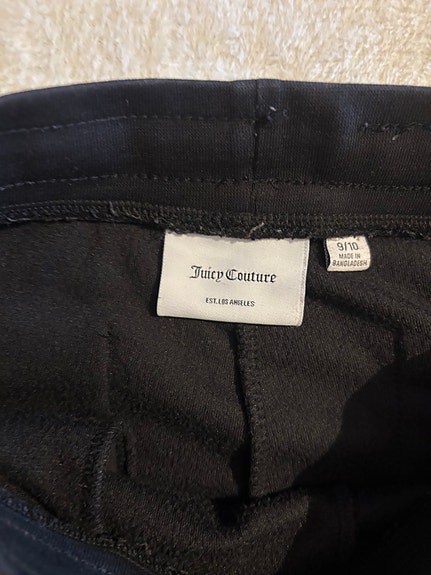 Juicy Couture
EST. LOS ANGELES
9/10
MADE IN
BANGLADESH